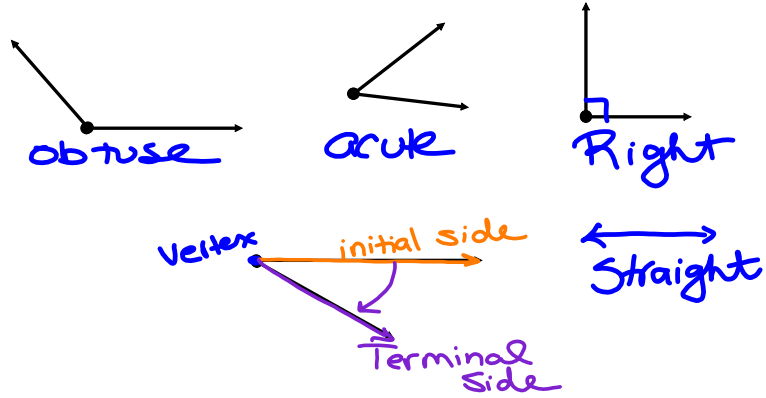 obtuse
acute
Right
vertex
initial side
Straight
Terminal
side